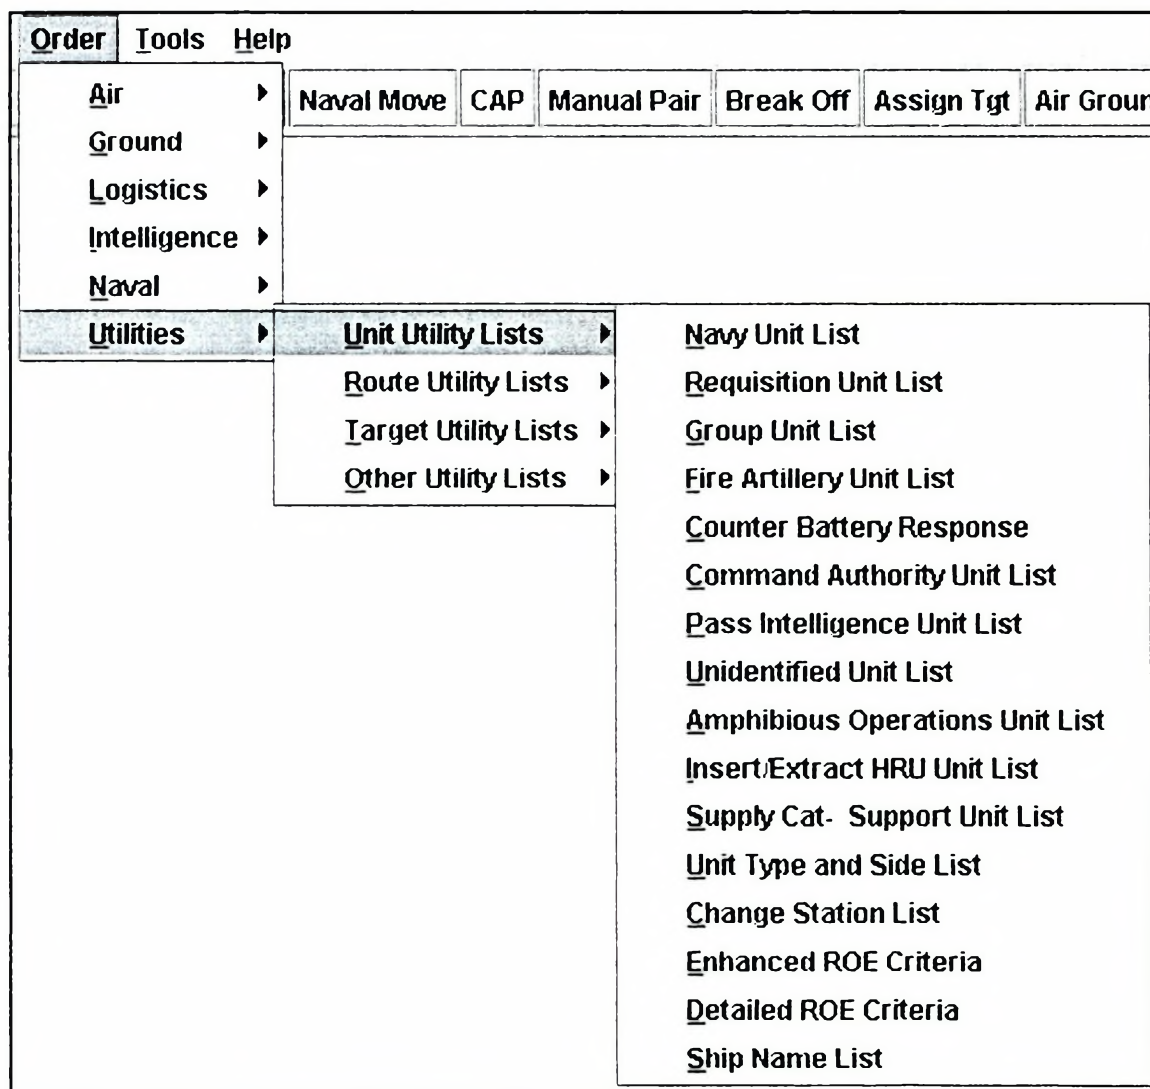 Order Tools Help
Air
Naval Move CAP Manual Pair Break Off Assign Tgt Air Groun
Ground
Logistics
Intelligence
Naval
Utilities
Unit Utility Lists
Route Utility Lists
Target Utility Lists
Other Utility Lists
Navy Unit List
Requisition Unit List
Group Unit List
Fire Artillery Unit List
Counter Battery Response
Command Authority Unit List
Pass Intelligence Unit List
Unidentified Unit List
Amphibious Operations Unit List
Insert/Extract HRU Unit List
Supply Cat- Support Unit List
Unit Type and Side List
Change Station List
Enhanced ROE Criteria
Detailed ROE Criteria
Ship Name List